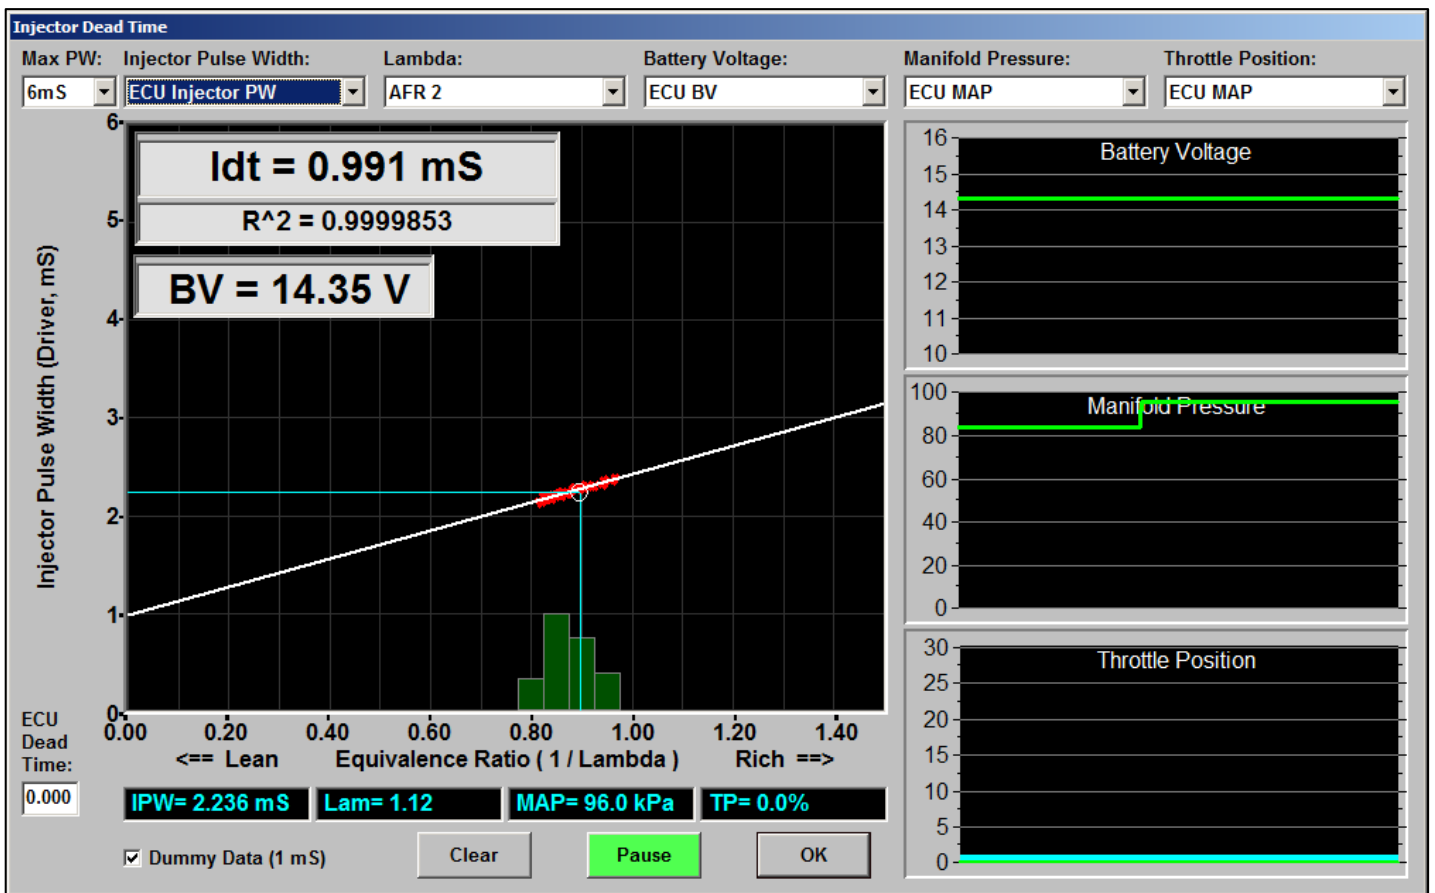 Injector Dead Time
Max PW: Injector Pulse Width: Lambda: Battery Voltage: Manifold Pressure: Throttle Position:
6mS ECU Injector PW AFR 2 ECU BV ECU MAP ECU MAP
Idt = 0.991 mS
R^2 = 0.9999853
BV = 14.35 V
Injector Pulse Width (Driver, mS)
6
5
4
3
2
1
0
0.00 0.20 0.40 0.60 0.80 1.00 1.20 1.40
<== Lean Equivalence Ratio ( 1 / Lambda ) Rich ==>
Battery Voltage
16
15
14
13
12
11
10
Manifold Pressure
100
80
60
40
20
0
Throttle Position
30
25
20
15
10
5
0
ECU
Dead
Time:
0.000
IPW= 2.236 mS Lam= 1.12 MAP= 96.0 kPa TP= 0.0%
Dummy Data (1 mS) Clear Pause OK